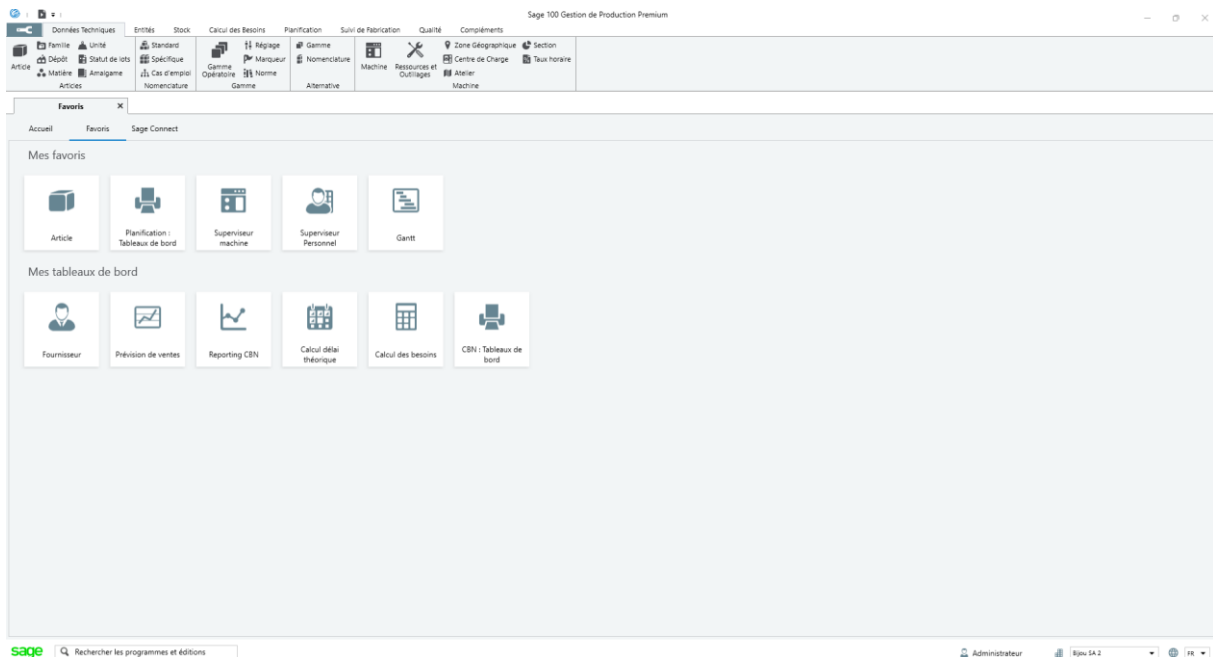 Sage 100 Gestion de Production Premium
Données Techniques Entités Stock Calcul des Besoins Planification Suivi de Fabrication Qualité Compléments
Article
Famille Unité
Dépôt Statut de lots
Matière Amalgame
Articles
Standard
Spécifique
Cas d'emploi
Nomenclature
Gamme
Opératoire
Réglage
Marqueur
Norme
Gamme
Gamme
Nomenclature
Alternative
Machine
Ressources et
Outillages
Zone Géographique Section
Centre de Charge Taux horaire
Atelier
Machine
Favoris
Accueil Favoris Sage Connect
Mes favoris
Article
Planification :
Tableaux de bord
Superviseur
machine
Superviseur
Personnel
Gantt
Mes tableaux de bord
Fournisseur
Prévision de ventes
Reporting CBN
Calcul délai
théorique
Calcul des besoins
CBN : Tableaux de
bord
sage Rechercher les programmes et éditions Administrateur Bijou SA 2 FR